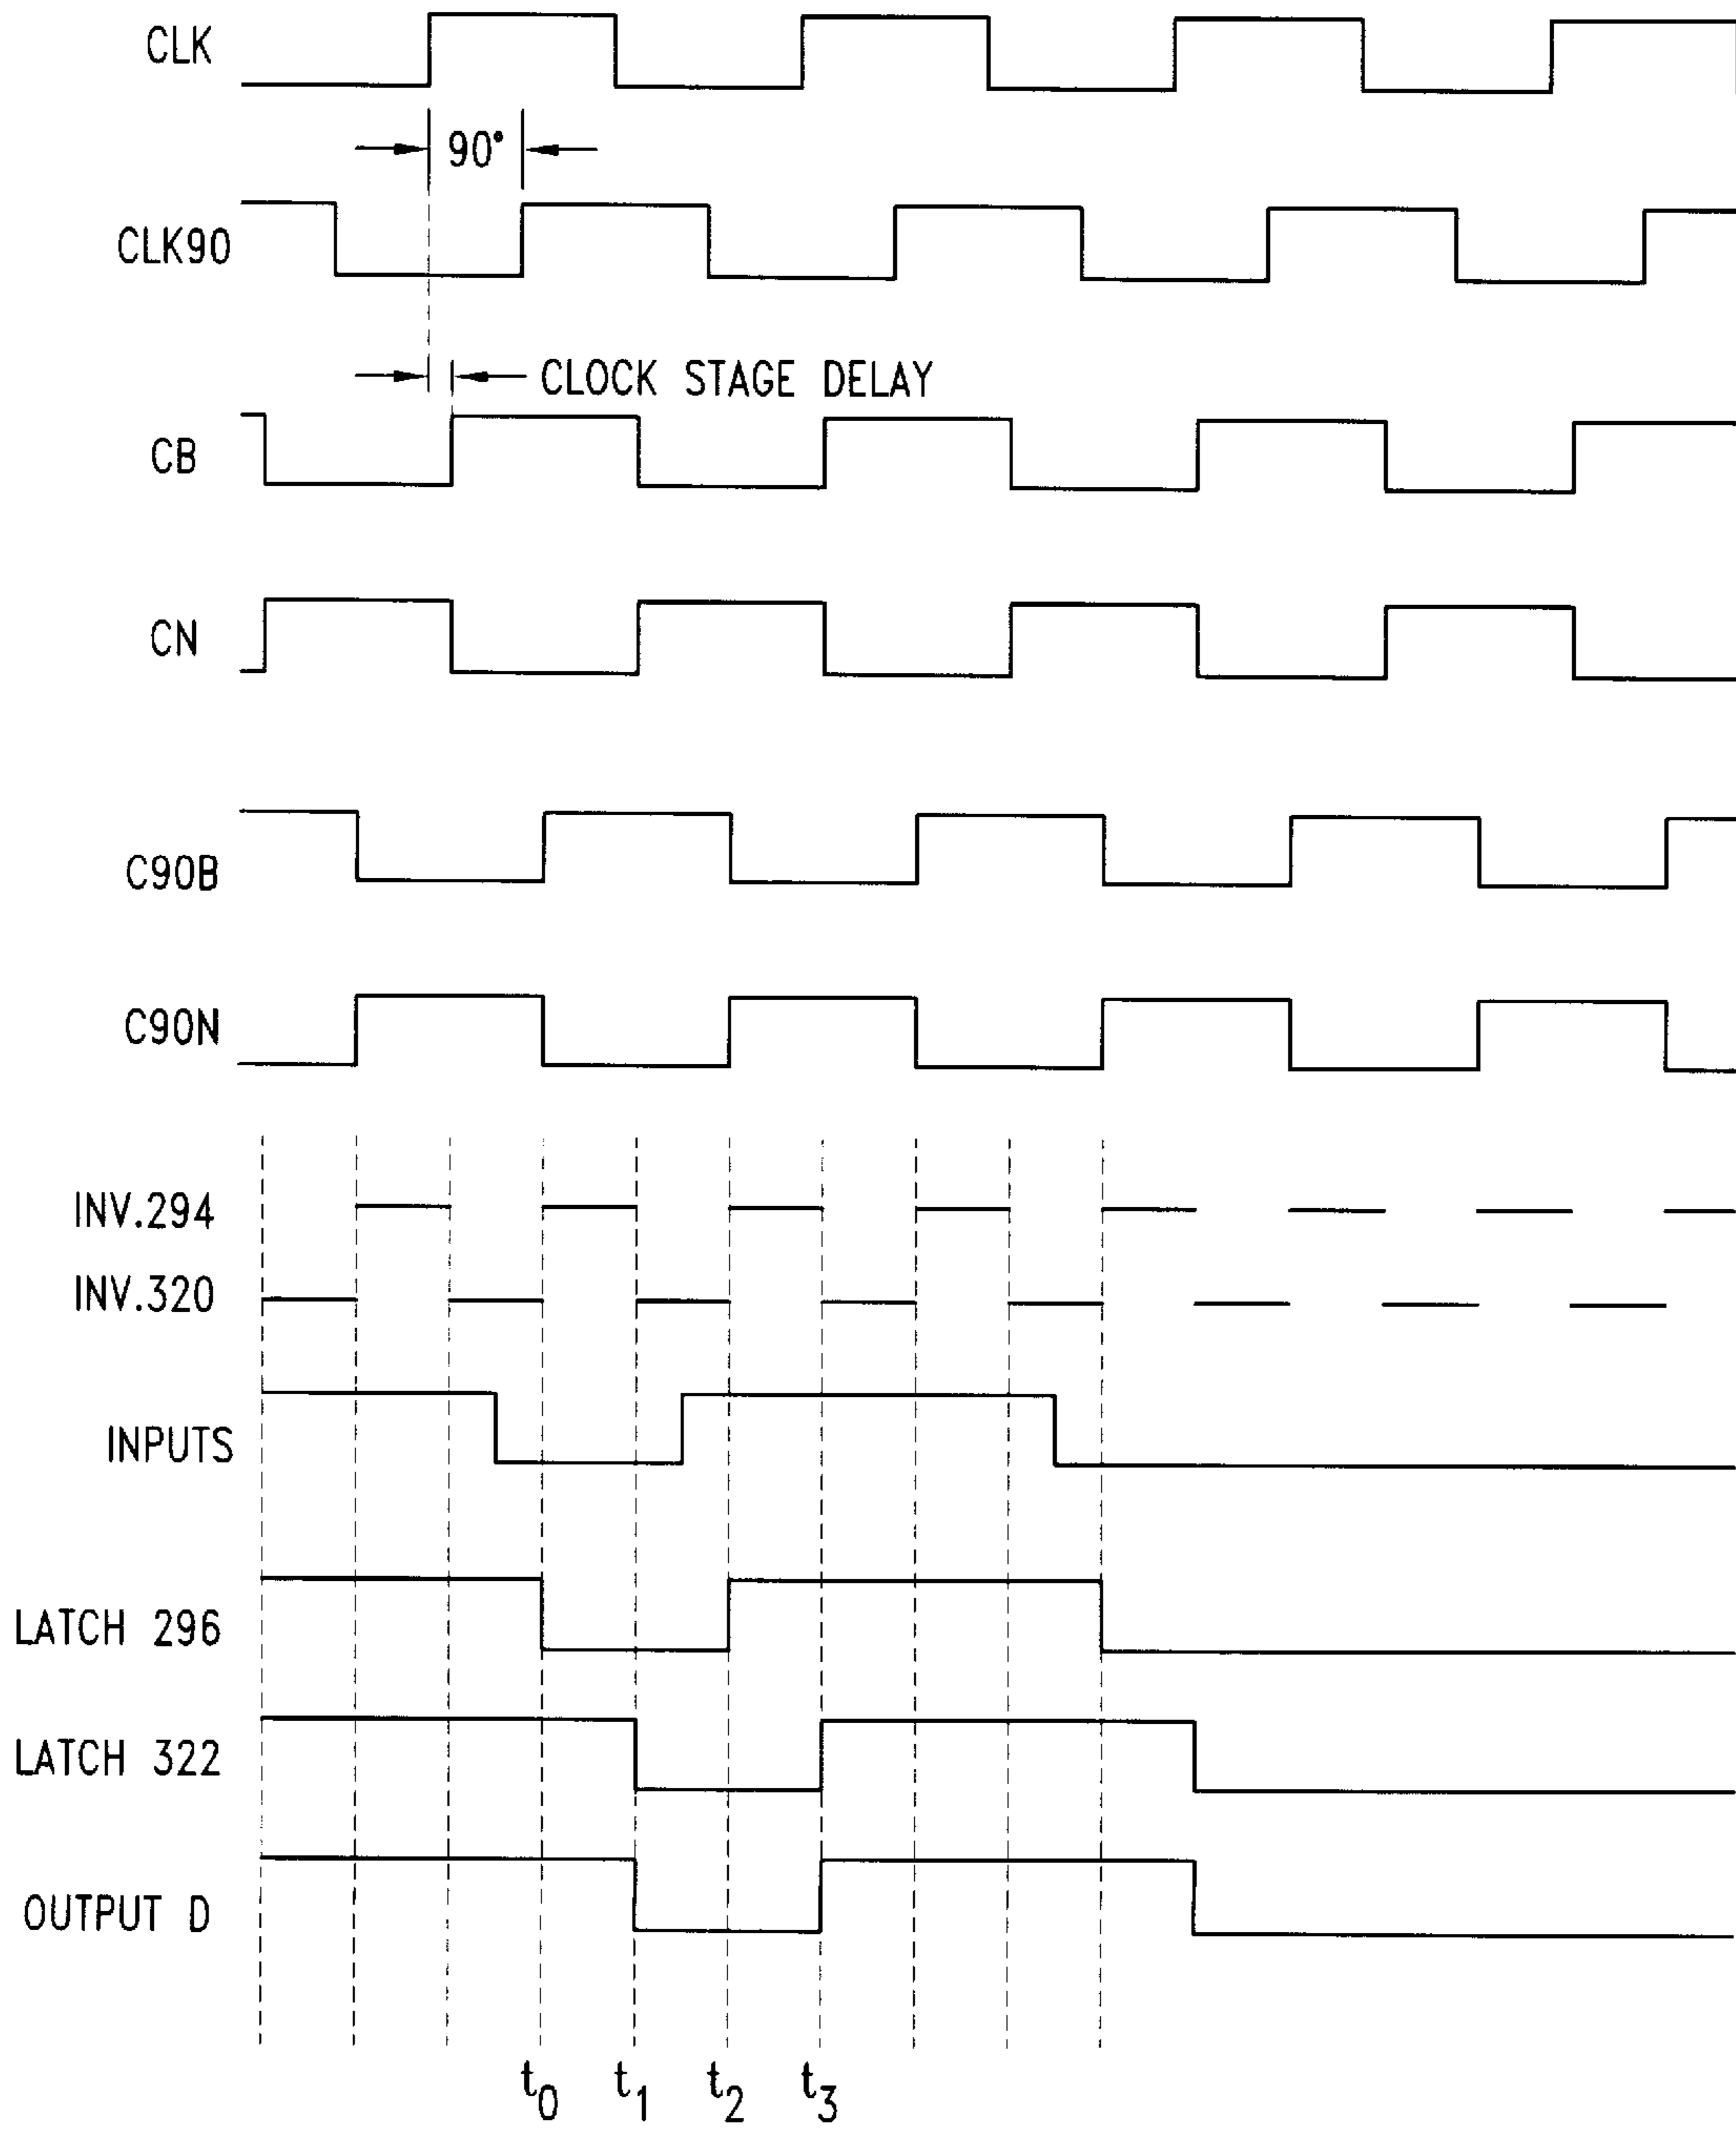 CLK
90°
CLK90
CLOCK STAGE DELAY
CB
CN
C90B
C90N
INV.294
INV.320
INPUTS
LATCH 296
LATCH 322
OUTPUT D
t0 t1 t2 t3